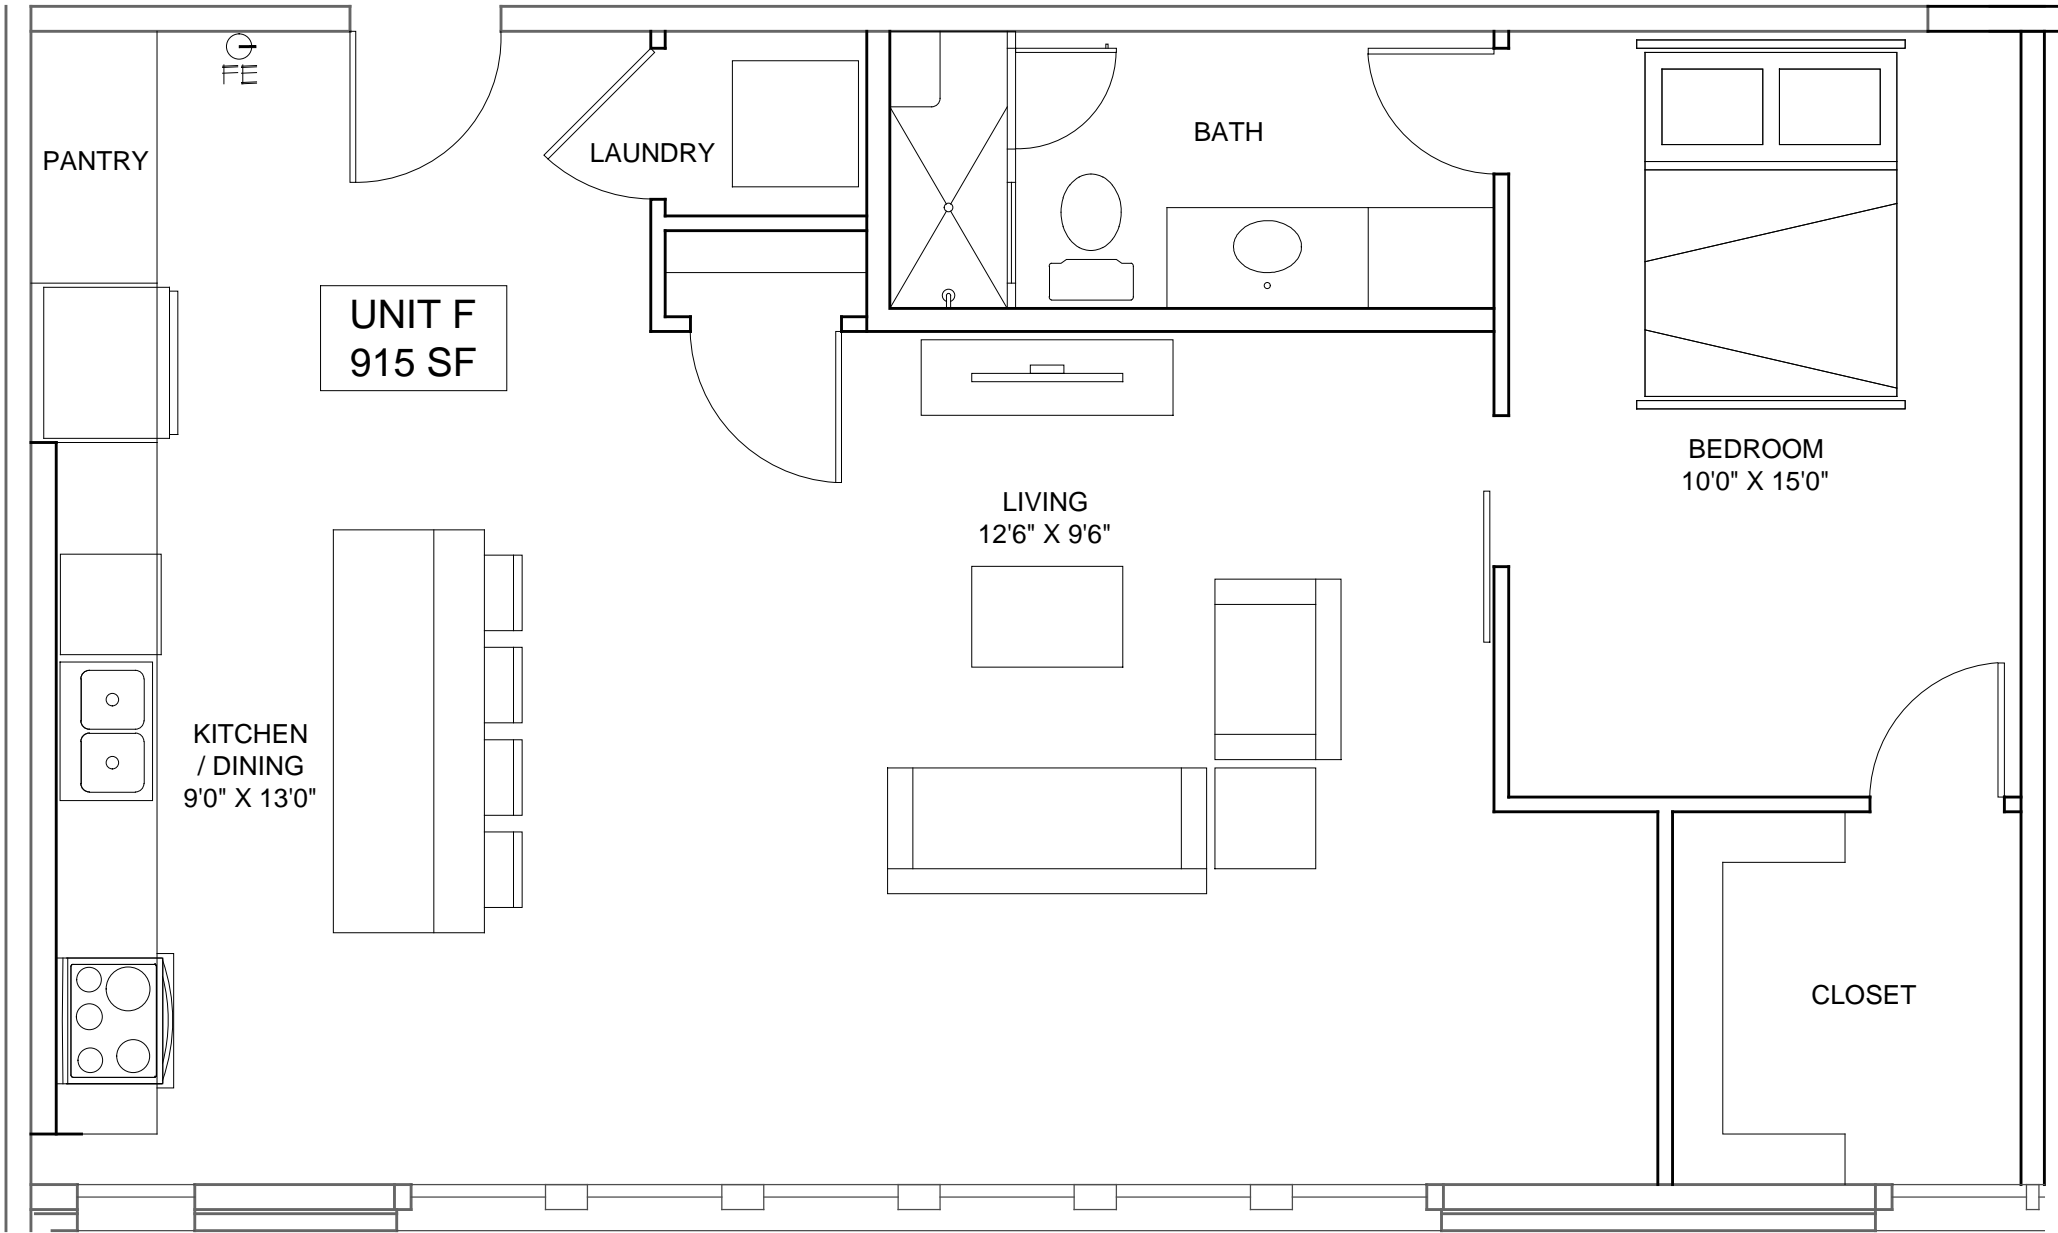 FE
PANTRY
LAUNDRY
BATH
UNIT F
915 SF
BEDROOM
10'0" X 15'0"
LIVING
12'6" X 9'6"
KITCHEN
/ DINING
9'0" X 13'0"
CLOSET